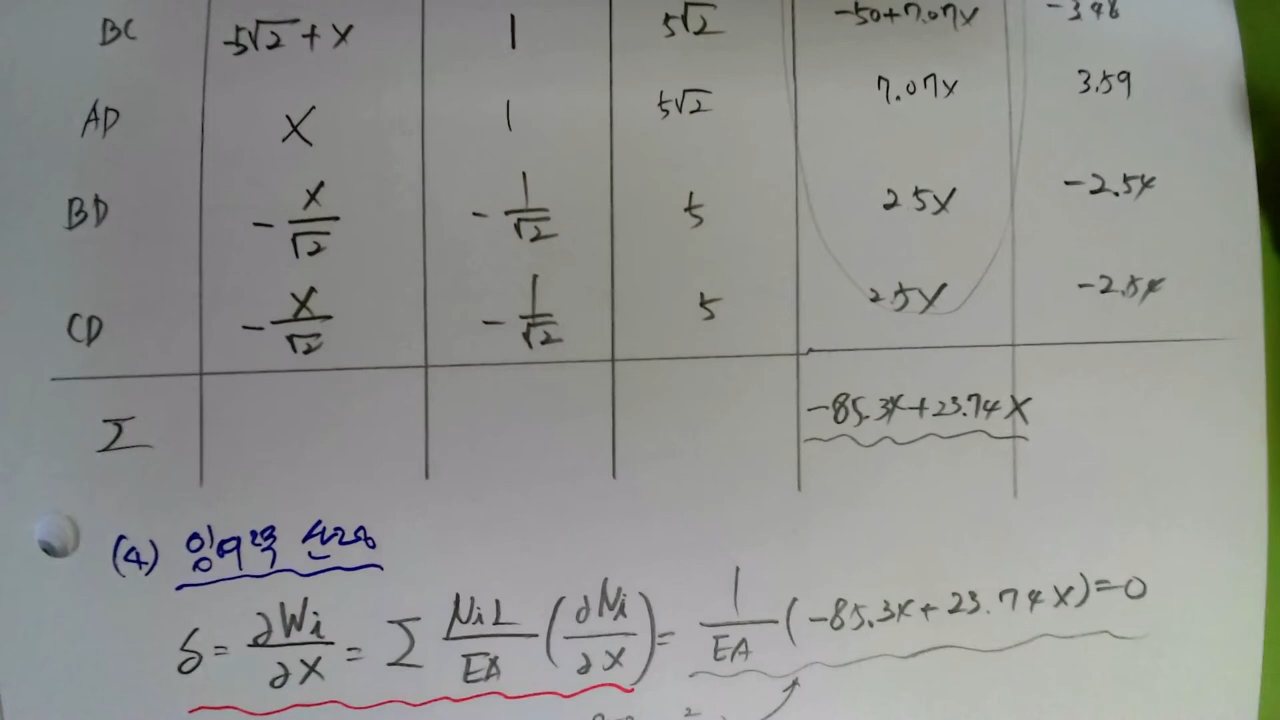 BC -5√2+X 1 5√2 -50+7.07X -3.48
AD X 1 5√2 7.07X 3.59
BD -X/√2 -1/√2 5 2.5X -2.54
CD -X/√2 -1/√2 5 2.5X -2.54
Σ -85.3X+23.74X
(4) 잉여력 산정
δ = ∂Wi/∂X = Σ NiL/EA (∂Ni/∂X) = 1/EA (-85.3X+23.74X)=0